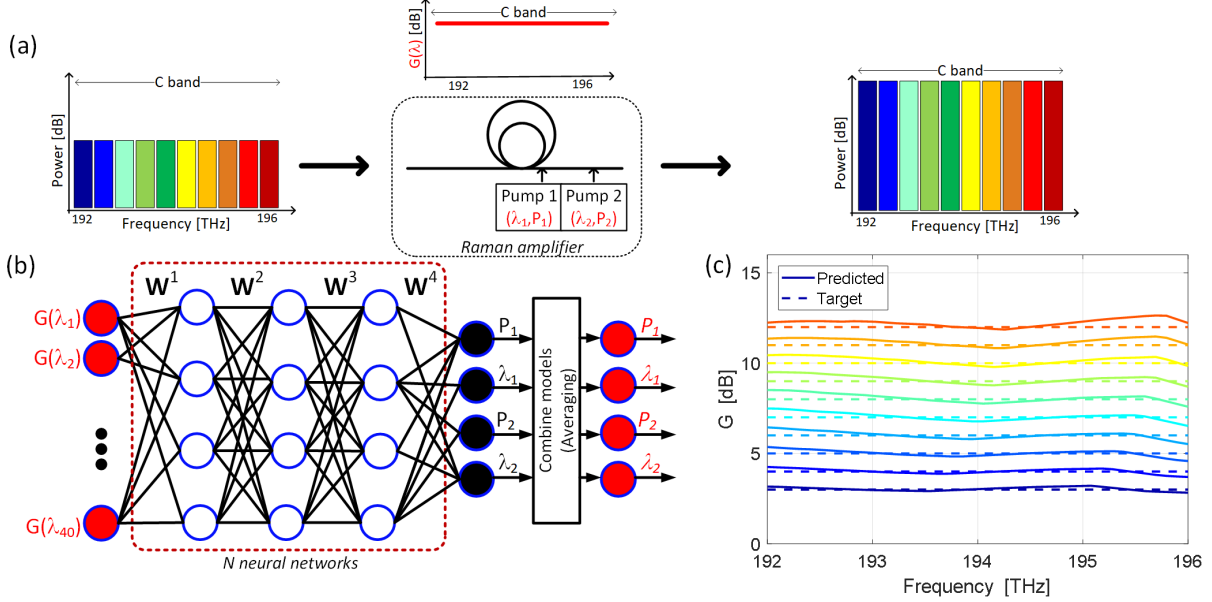 (a)
C band
Power [dB]
192
196
Frequency [THz]
G(λ) [dB]
C band
192
196
Pump 1
(λ₁,P₁)
Pump 2
(λ₂,P₂)
Raman amplifier
C band
Power [dB]
192
196
Frequency [THz]
(b)
W¹ W² W³ W⁴
G(λ₁)
G(λ₂)
G(λ₄₀)
N neural networks
P₁
λ₁
P₂
λ₂
Combine models
(Averaging)
P₁
λ₁
P₂
λ₂
(c)
Predicted
Target
G [dB]
15
10
5
0
192 193 194 195 196
Frequency [THz]